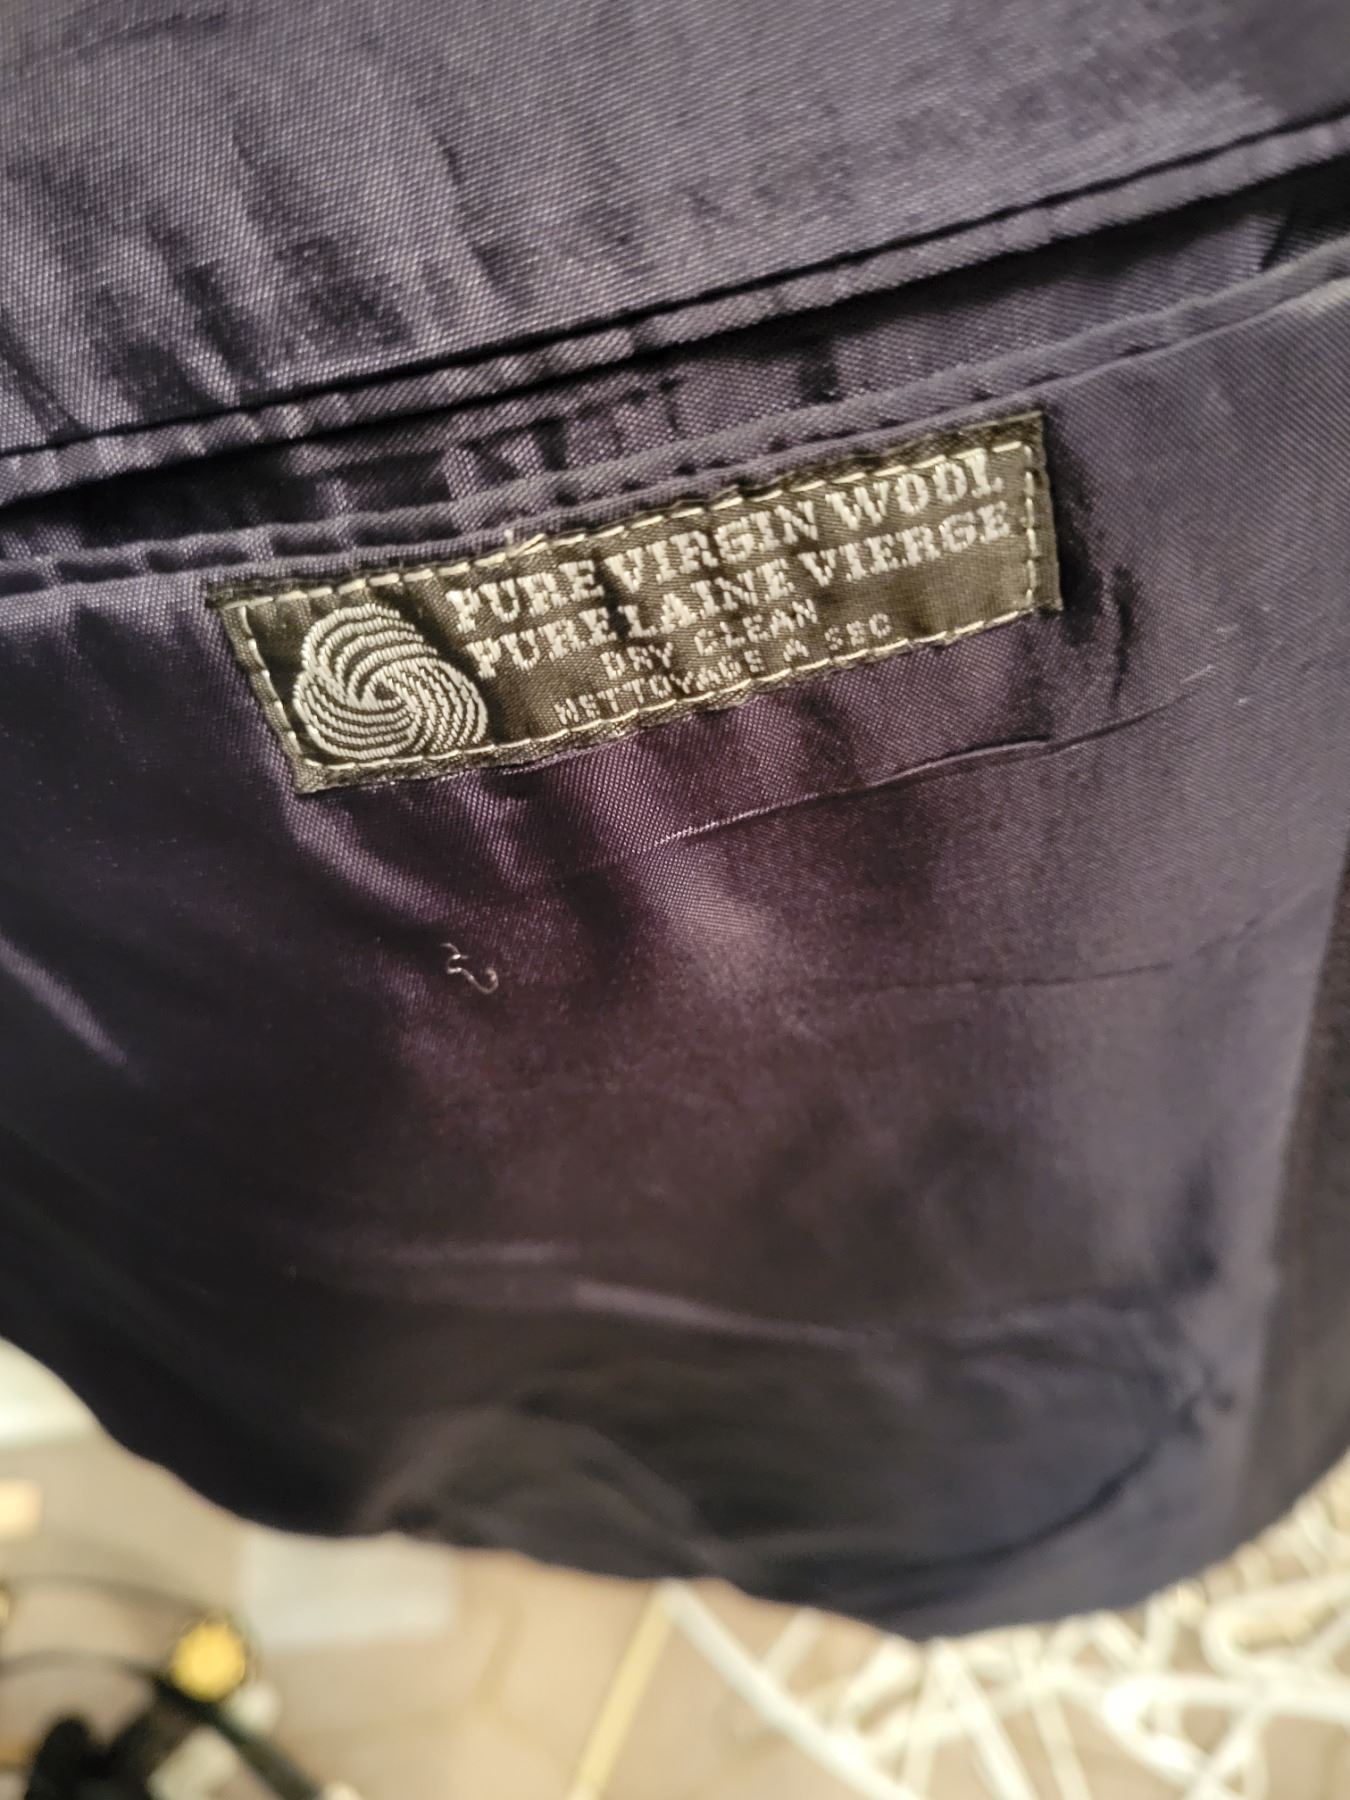 PURE VIRGIN WOOL
PURE LAINE VIERGE
DRY CLEAN
NETTOYAGE A SEC